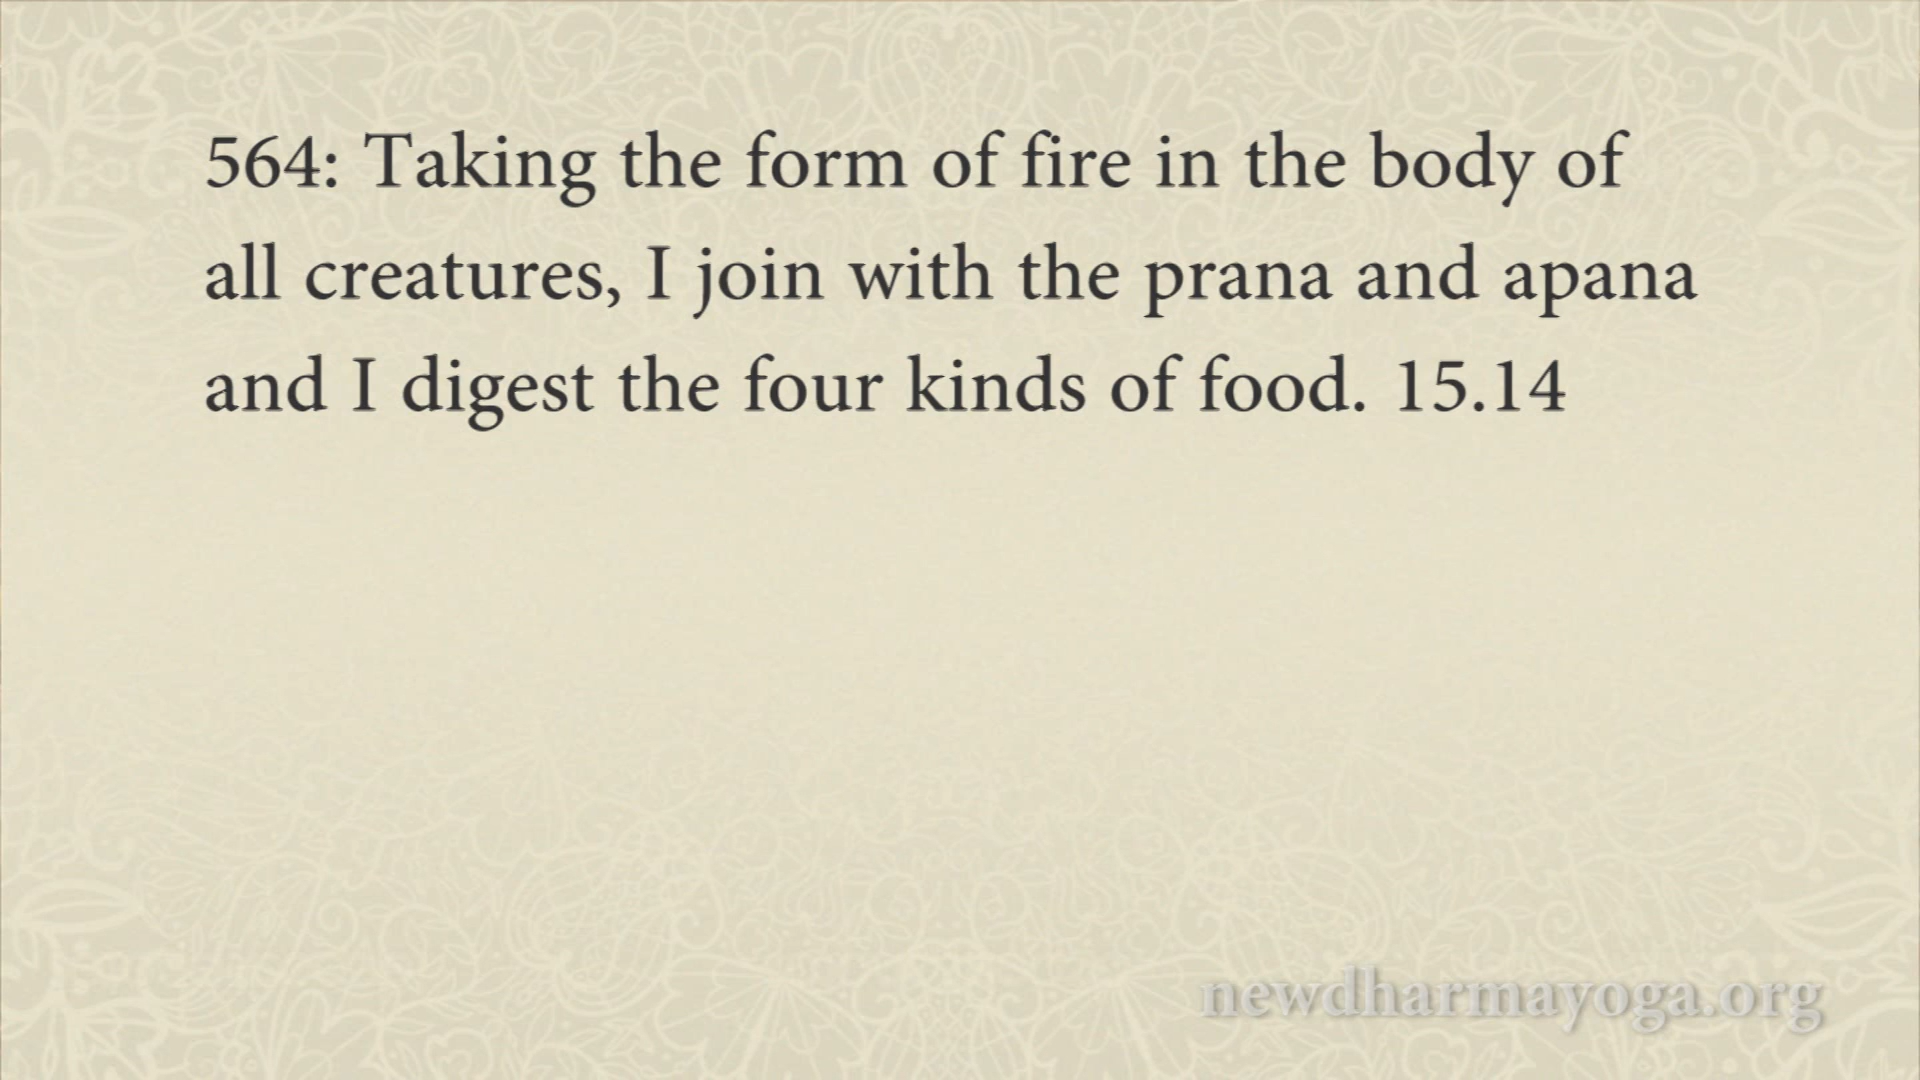 564: Taking the form of fire in the body of
all creatures, I join with the prana and apana
and I digest the four kinds of food. 15.14
newdharmayoga.org